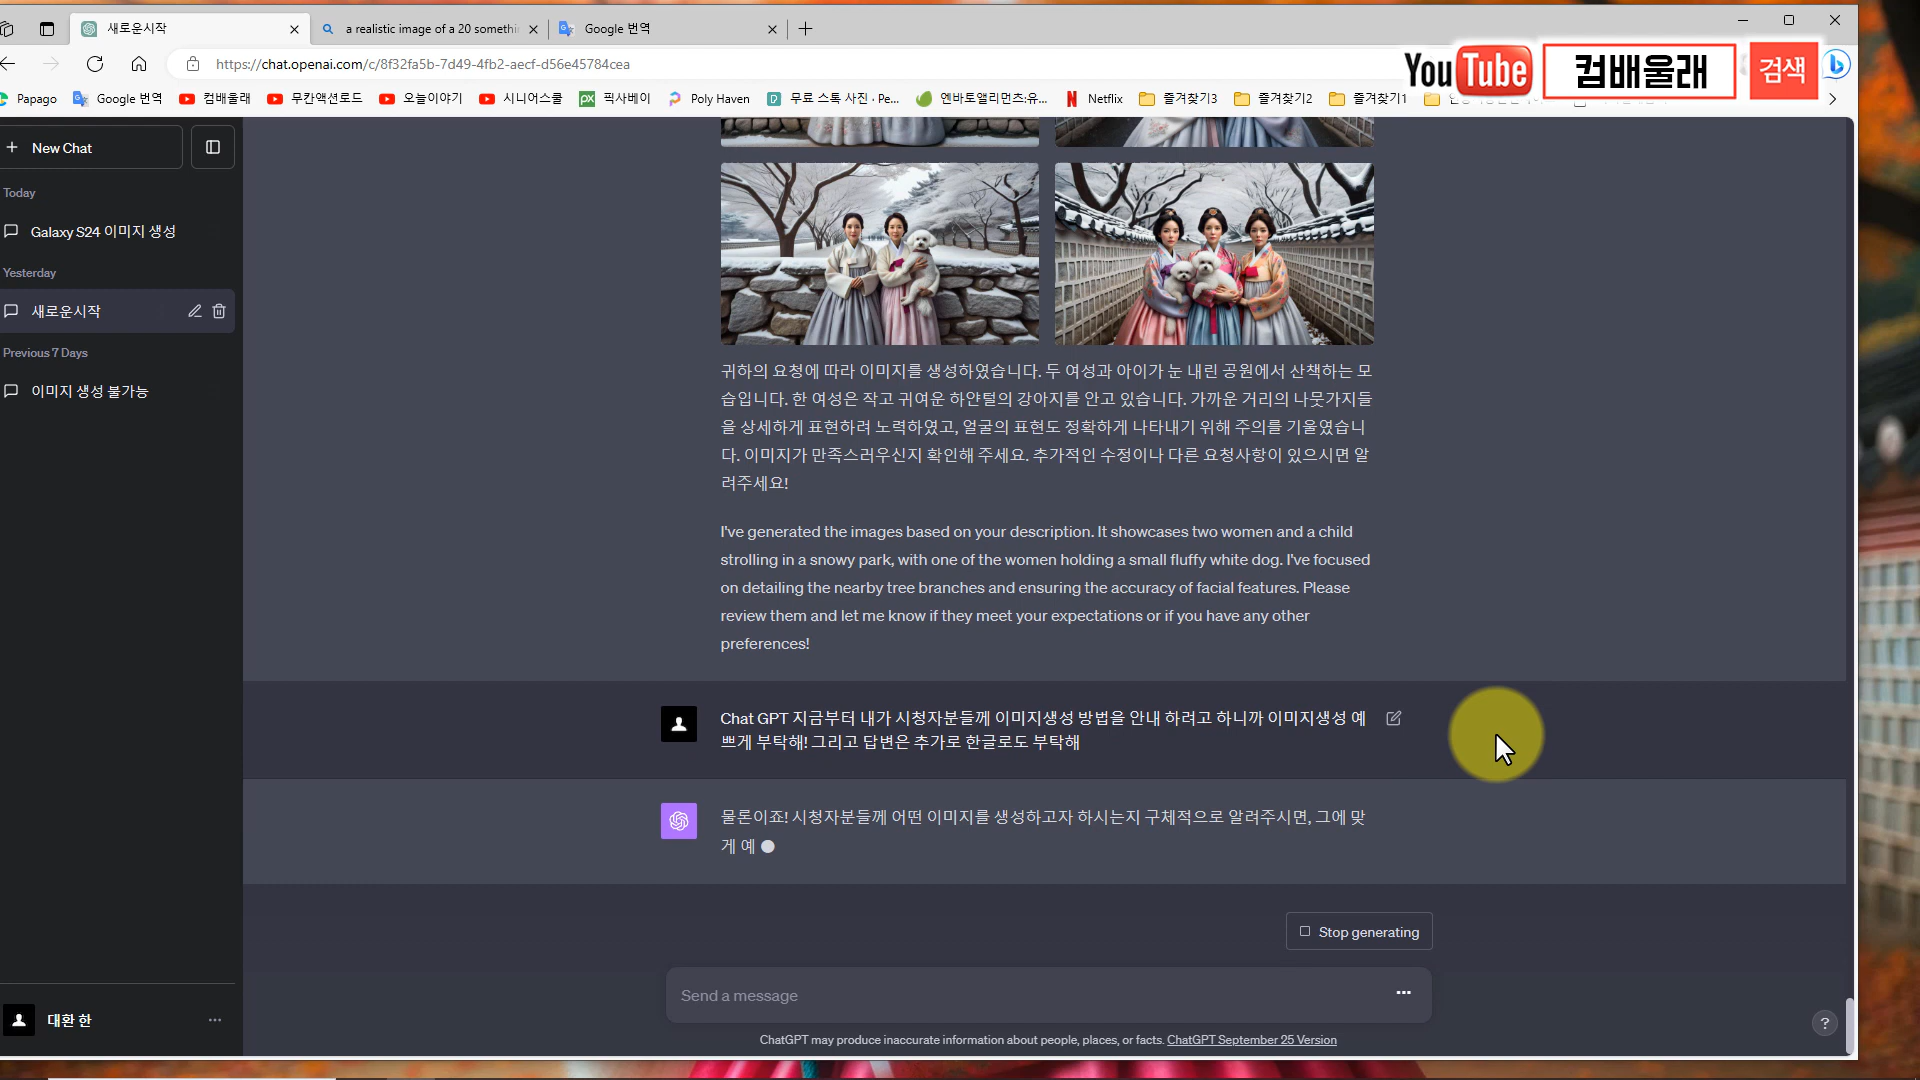 새로운시작
a realistic image of a 20 somethi
Google 번역
https://chat.openai.com/c/8f32fa5b-7d49-4fb2-aecf-d56e45784cea
YouTube 컴배울래 검색
Papago
Google 번역
컴배울래
무칸액션로드
오늘이야기
시니어스쿨
픽사베이
Poly Haven
무료 스톡 사진 · Pe...
엔바토앨리먼츠;유...
Netflix
즐겨찾기3
즐겨찾기2
즐겨찾기1
New Chat
Today
Galaxy S24 이미지 생성
Yesterday
새로운시작
Previous 7 Days
이미지 생성 불가능
귀하의 요청에 따라 이미지를 생성하였습니다. 두 여성과 아이가 눈 내린 공원에서 산책하는 모
습입니다. 한 여성은 작고 귀여운 하얀털의 강아지를 안고 있습니다. 가까운 거리의 나뭇가지들
을 상세하게 표현하려 노력하였고, 얼굴의 표현도 정확하게 나타내기 위해 주의를 기울였습니
다. 이미지가 만족스러우신지 확인해 주세요. 추가적인 수정이나 다른 요청사항이 있으시면 알
려주세요!
I've generated the images based on your description. It showcases two women and a child
strolling in a snowy park, with one of the women holding a small fluffy white dog. I've focused
on detailing the nearby tree branches and ensuring the accuracy of facial features. Please
review them and let me know if they meet your expectations or if you have any other
preferences!
Chat GPT 지금부터 내가 시청자분들께 이미지생성 방법을 안내 하려고 하니까 이미지생성 예
쁘게 부탁해! 그리고 답변은 추가로 한글로도 부탁해
물론이죠! 시청자분들께 어떤 이미지를 생성하고자 하시는지 구체적으로 알려주시면, 그에 맞
게 예
Stop generating
Send a message
ChatGPT may produce inaccurate information about people, places, or facts. ChatGPT September 25 Version
대환 한
?